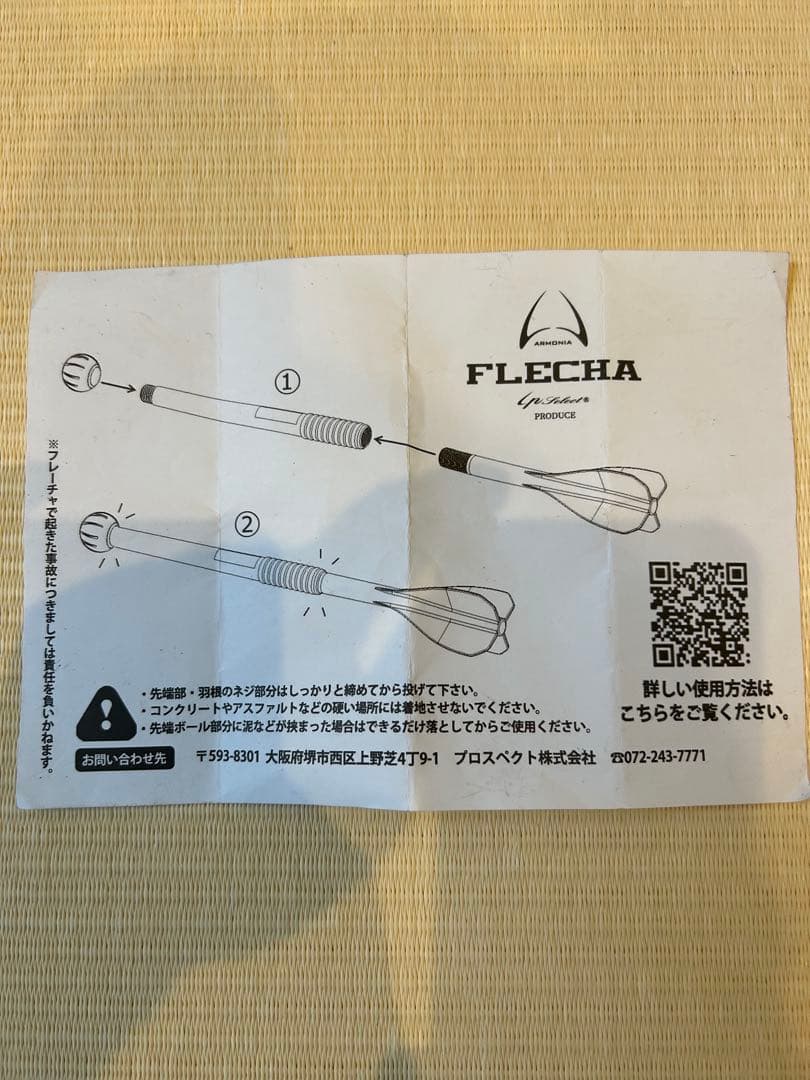 ARMONIA
FLECHA
Lp.Select®
PRODUCE
①
②
※フレーチャで起きた事故につきましては責任を負いかねます。
詳しい使用方法は
こちらをご覧ください。
・先端部・羽根のネジ部分はしっかりと締めてから投げて下さい。
・コンクリートやアスファルトなどの硬い場所には着地させないでください。
・先端ボール部分に泥などが挟まった場合はできるだけ落としてからご使用ください。
お問い合わせ先 〒593-8301 大阪府堺市西区上野芝4丁9-1 プロスペクト株式会社 ☎072-243-7771